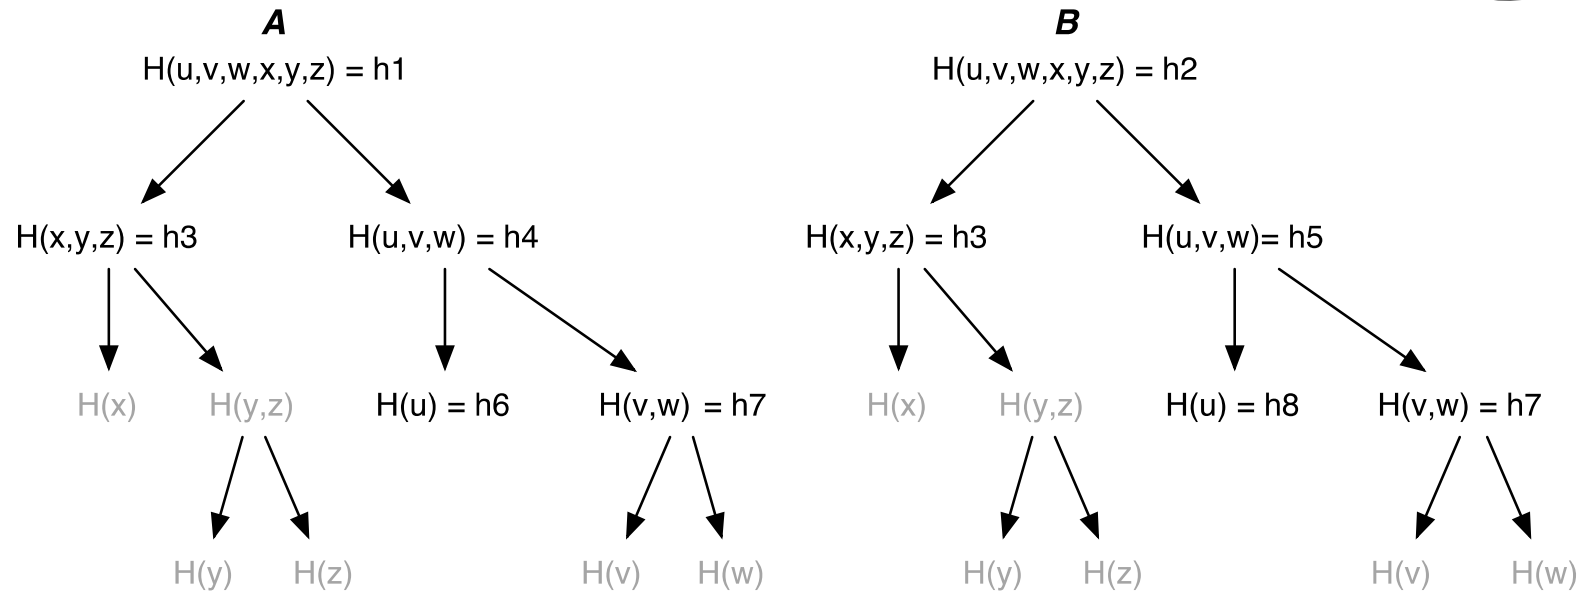 A B
H(u,v,w,x,y,z) = h1 H(u,v,w,x,y,z) = h2
H(x,y,z) = h3 H(u,v,w) = h4 H(x,y,z) = h3 H(u,v,w)= h5
H(x) H(y,z) H(u) = h6 H(v,w) = h7 H(x) H(y,z) H(u) = h8 H(v,w) = h7
H(y) H(z) H(v) H(w) H(y) H(z) H(v) H(w)